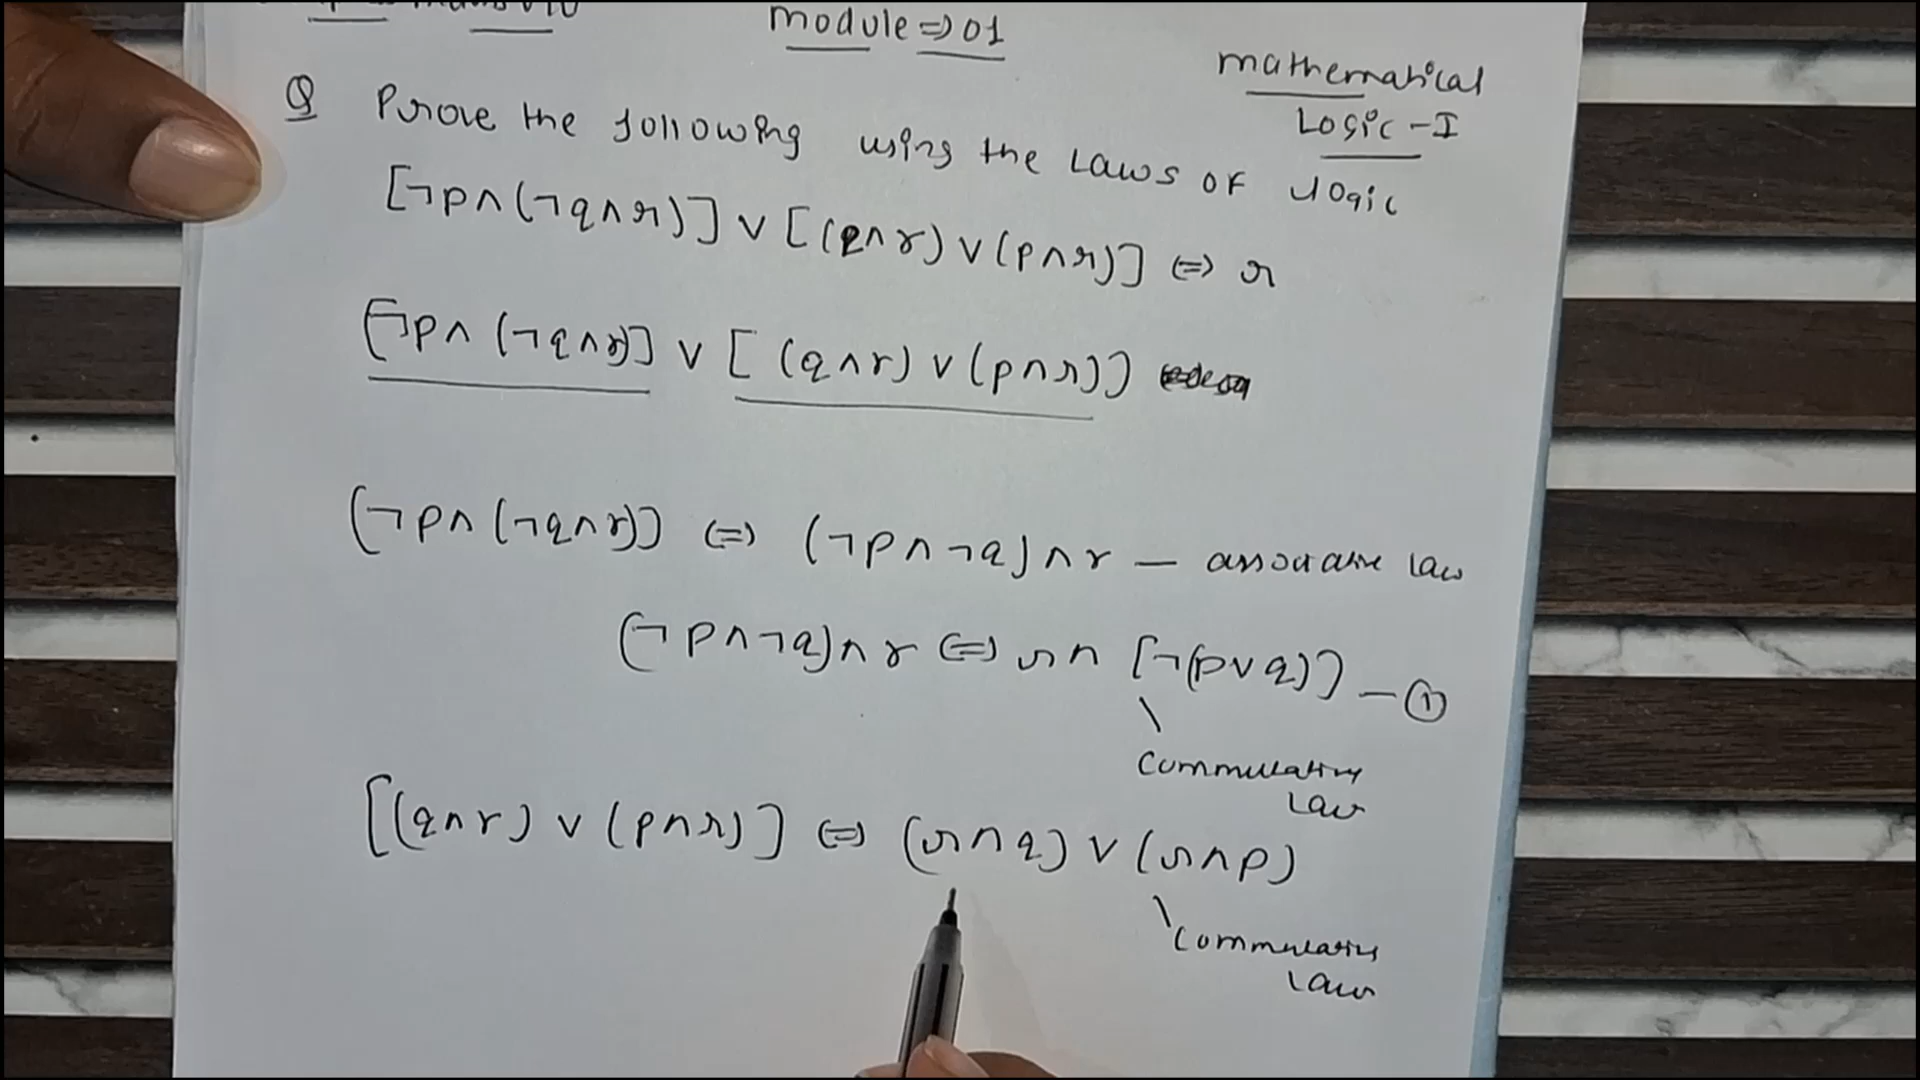 module ⇒ 01
mathematical
Logic - I
Q Prove the following using the Laws of logic
[¬p∧(¬q∧r)] ∨ [(q∧r) ∨ (p∧r)] ⇔ r
[¬p∧ (¬q∧r)] ∨ [ (q∧r) ∨ (p∧r)]
(¬p∧ (¬q∧r)] ⇔ (¬p∧¬q)∧r — associative law
(¬p∧¬q)∧r ⇔ r∧ [¬(p∨q)] — ①
Commutative
Law
[(q∧r) ∨ (p∧r)] ⇔ (r∧q) ∨ (r∧p)
Commutative
Law